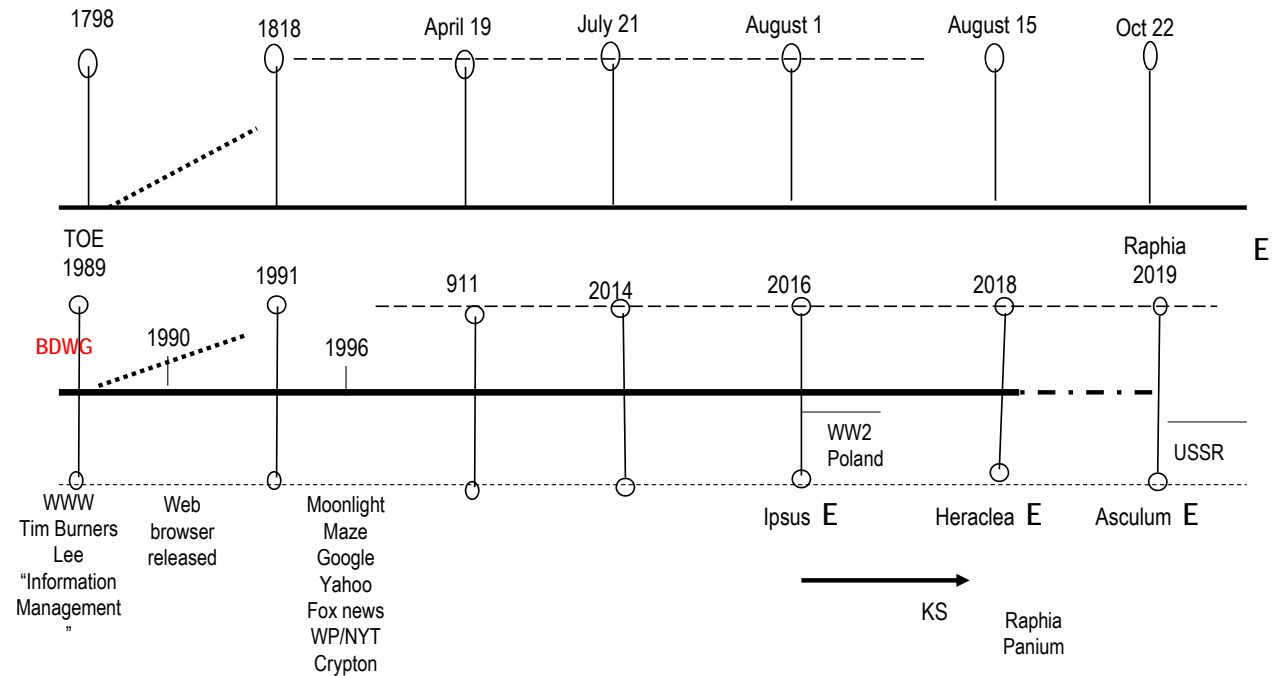 1798
1818
April 19
July 21
August 1
August 15
Oct 22
TOE
1989
1991
911
2014
2016
2018
Raphia
2019
E
BDWG
1990
1996
WW2
Poland
USSR
WWW
Tim Burners
Lee
“Information
Management
”
Web
browser
released
Moonlight
Maze
Google
Yahoo
Fox news
WP/NYT
Crypton
Ipsus E
Heraclea E
Asculum E
KS
Raphia
Panium